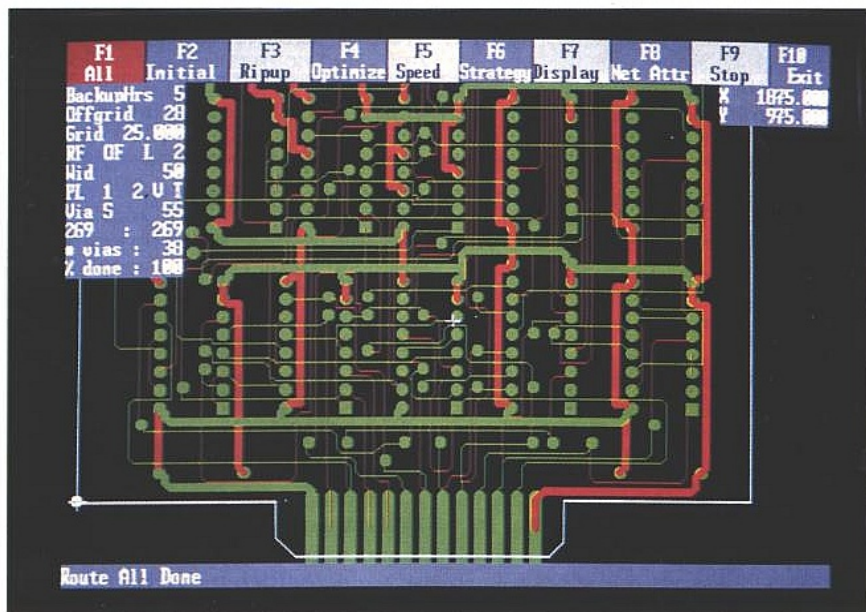 F1 F2 F3 F4 F5 F6 F7 F8 F9 F10
All Initial Ripup Optimize Speed Strategy Display Net Attr Stop Exit
BackupHrs 5
Offgrid 28
Grid 25.000
RF OF L 2
Wid 50
PL 1 2 V I
Via S 55
269 : 269
# vias : 38
% done : 100
X 1875.000
Y 975.000
Route All Done